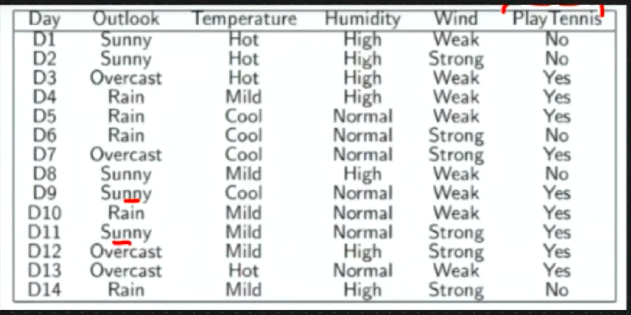 Day Outlook Temperature Humidity Wind PlayTennis
D1 Sunny Hot High Weak No
D2 Sunny Hot High Strong No
D3 Overcast Hot High Weak Yes
D4 Rain Mild High Weak Yes
D5 Rain Cool Normal Weak Yes
D6 Rain Cool Normal Strong No
D7 Overcast Cool Normal Strong Yes
D8 Sunny Mild High Weak No
D9 Sunny Cool Normal Weak Yes
D10 Rain Mild Normal Weak Yes
D11 Sunny Mild Normal Strong Yes
D12 Overcast Mild High Strong Yes
D13 Overcast Hot Normal Weak Yes
D14 Rain Mild High Strong No